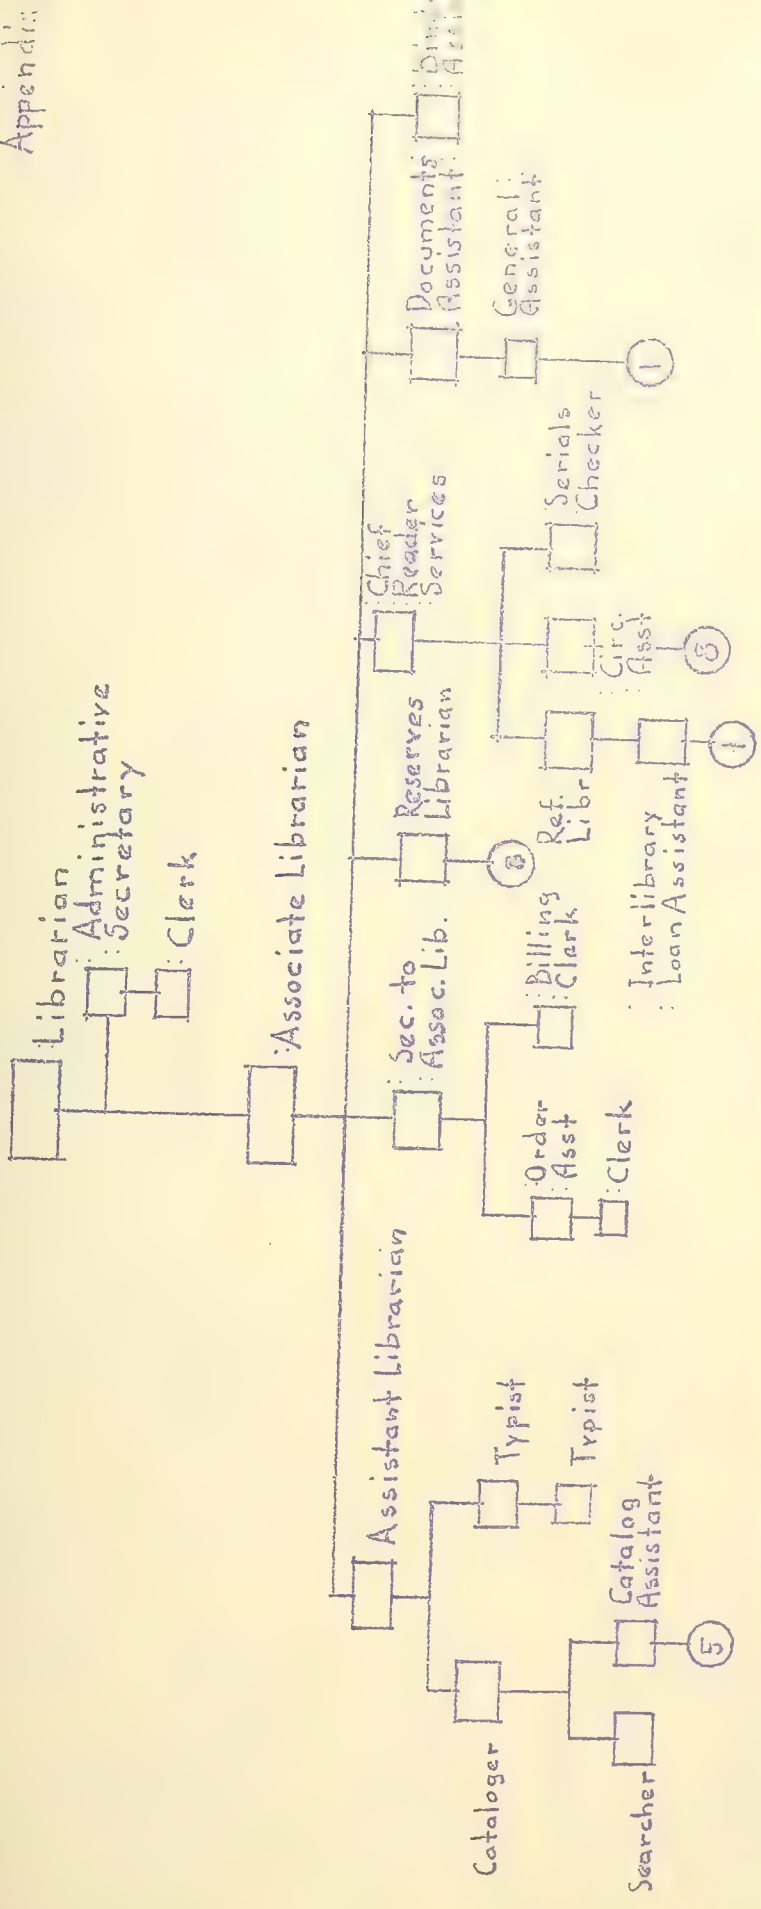 Appendix
Librarian
Administrative
Secretary
Clerk
Associate Librarian
Assistant Librarian
Cataloger
Searcher
Catalog
Assistant
5
Typist
Typist
Sec. to
Assoc. Lib.
Order
Asst
Clerk
Billing
Clerk
Reserves
Librarian
8
Chief
Reader
Services
Ref.
Libr
Interlibrary
Loan Assistant
1
Circ.
Asst
8
Serials
Checker
Documents
Assistant
General
Assistant
1